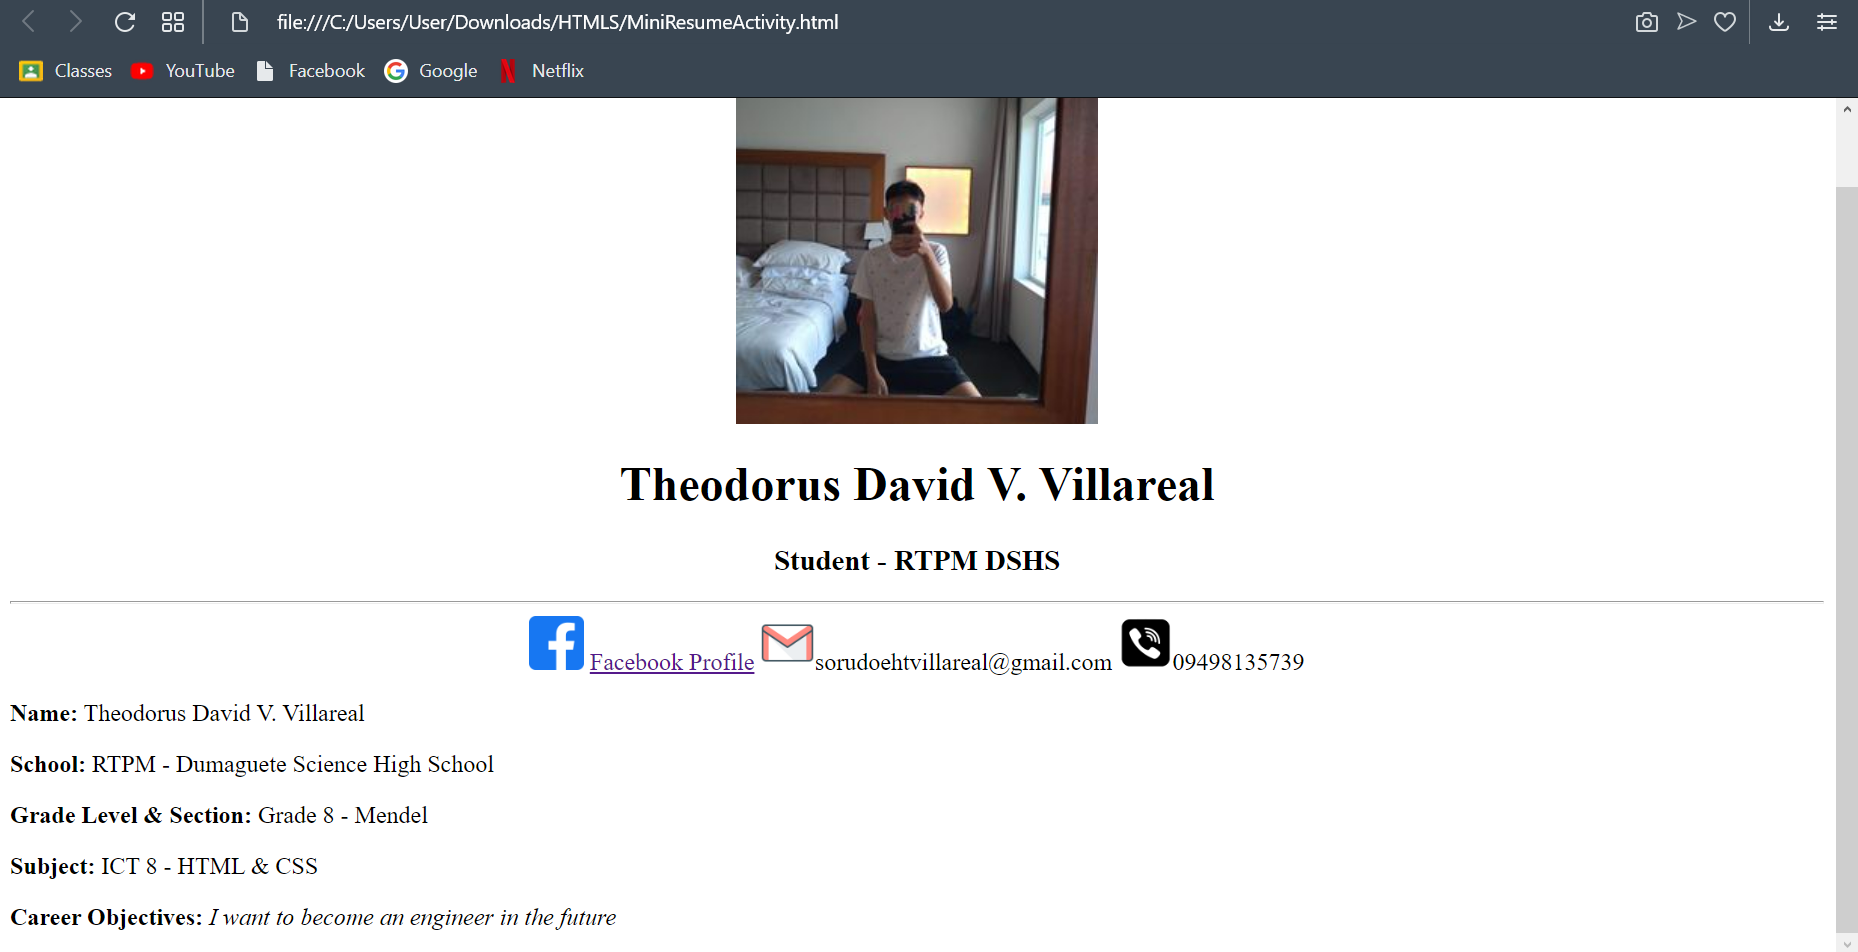 file:///C:/Users/User/Downloads/HTMLS/MiniResumeActivity.html
Classes YouTube Facebook Google Netflix
Theodorus David V. Villareal
Student - RTPM DSHS
Facebook Profile sorudoehtvillareal@gmail.com 09498135739
Name: Theodorus David V. Villareal
School: RTPM - Dumaguete Science High School
Grade Level & Section: Grade 8 - Mendel
Subject: ICT 8 - HTML & CSS
Career Objectives: I want to become an engineer in the future